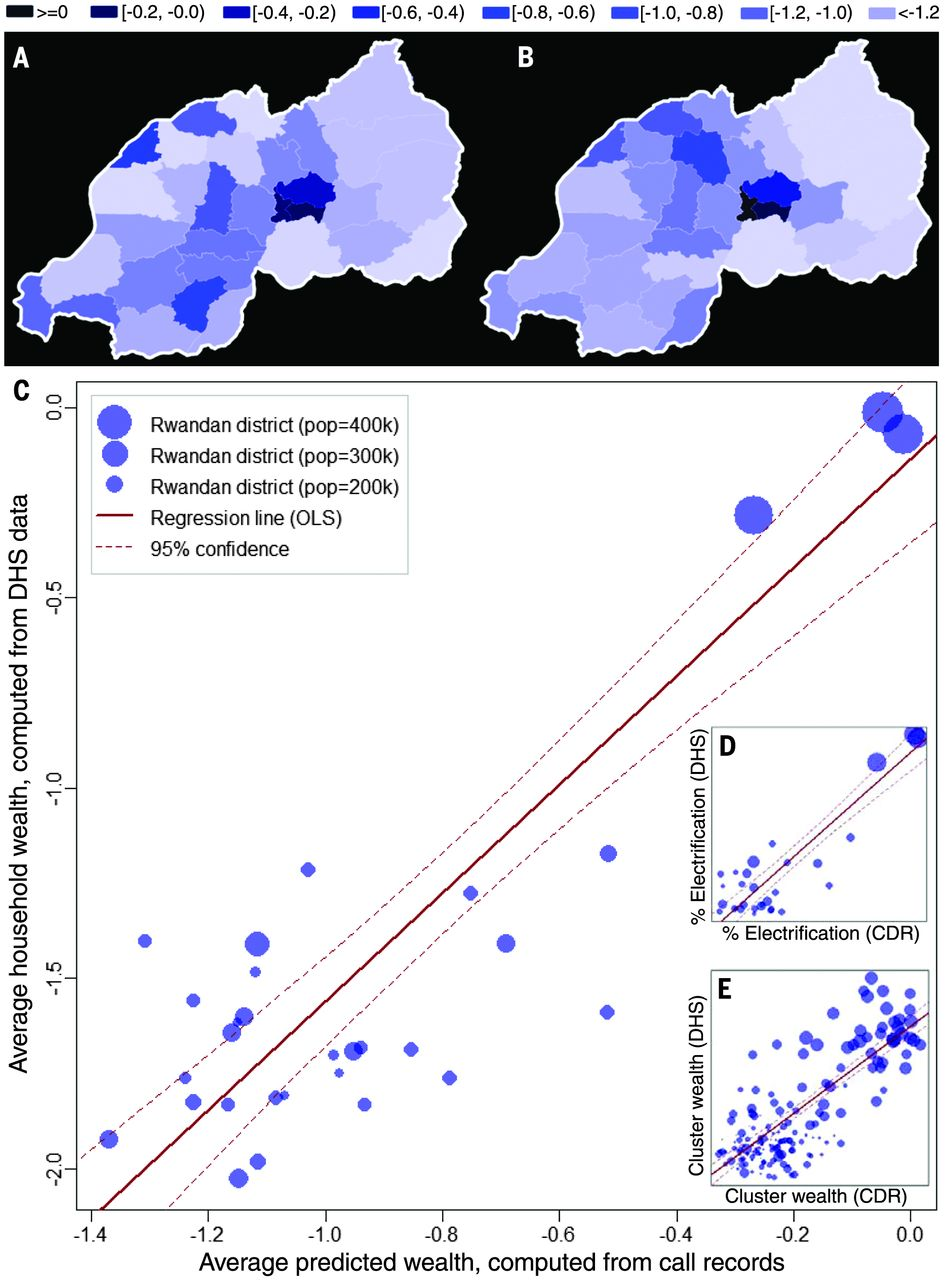 >=0 [-0.2, -0.0) [-0.4, -0.2) [-0.6, -0.4) [-0.8, -0.6) [-1.0, -0.8) [-1.2, -1.0) <-1.2
A B
C
Rwandan district (pop=400k)
Rwandan district (pop=300k)
Rwandan district (pop=200k)
Regression line (OLS)
95% confidence
Average household wealth, computed from DHS data
0.0
-0.5
-1.0
-1.5
-2.0
D
% Electrification (DHS)
% Electrification (CDR)
E
Cluster wealth (DHS)
Cluster wealth (CDR)
-1.4 -1.2 -1.0 -0.8 -0.6 -0.4 -0.2 0.0
Average predicted wealth, computed from call records